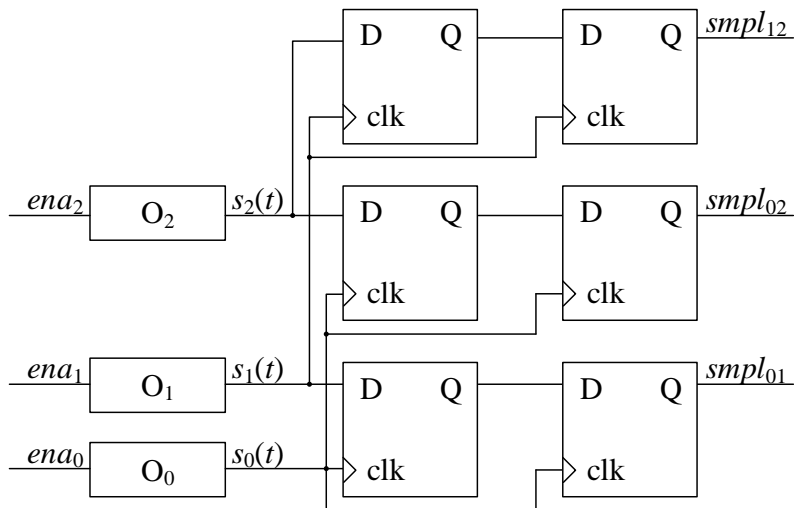 D Q D Q smpl₁₂
clk clk
ena₂ O₂ s₂(t) D Q D Q smpl₀₂
clk clk
ena₁ O₁ s₁(t) D Q D Q smpl₀₁
ena₀ O₀ s₀(t) clk clk